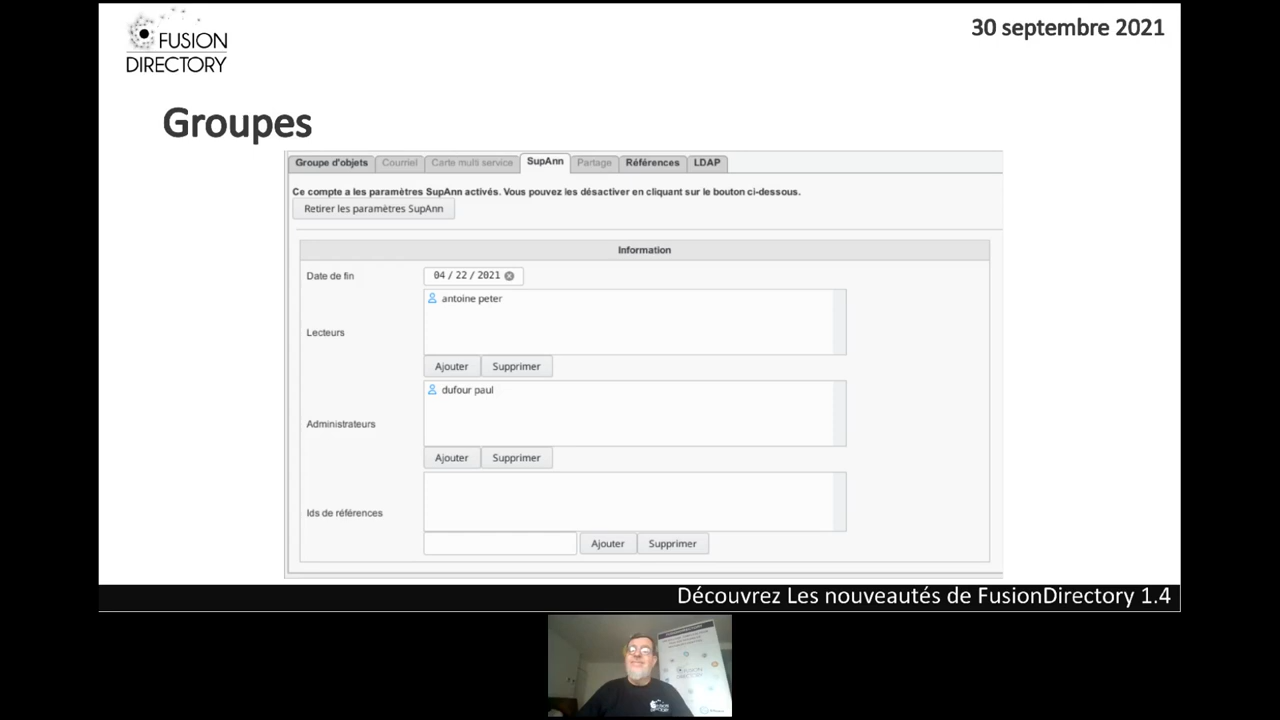 FUSION
DIRECTORY
30 septembre 2021
Groupes
Groupe d'objets Courriel Carte multi service SupAnn Partage Références LDAP
Ce compte a les paramètres SupAnn activés. Vous pouvez les désactiver en cliquant sur le bouton ci-dessous.
Retirer les paramètres SupAnn
Information
Date de fin 04 / 22 / 2021
antoine peter
Lecteurs
Ajouter Supprimer
dufour paul
Administrateurs
Ajouter Supprimer
Ids de références
Ajouter Supprimer
Découvrez Les nouveautés de FusionDirectory 1.4
FUSION
DIRECTORY